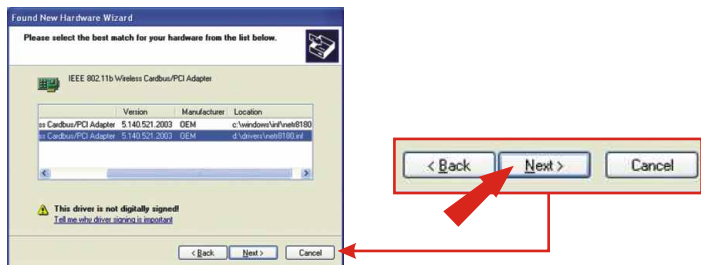 Found New Hardware Wizard
Please select the best match for your hardware from the list below.
IEEE 802.11b Wireless Cardbus/PCI Adapter
Version Manufacturer Location
ss Cardbus/PCI Adapter 5.140.521.2003 OEM c:\windows\inf\netr8180
ss Cardbus/PCI Adapter 5.140.521.2003 OEM d:\drivers\netr8180.inf
This driver is not digitally signed!
Tell me why driver signing is important
< Back Next > Cancel
< Back Next > Cancel